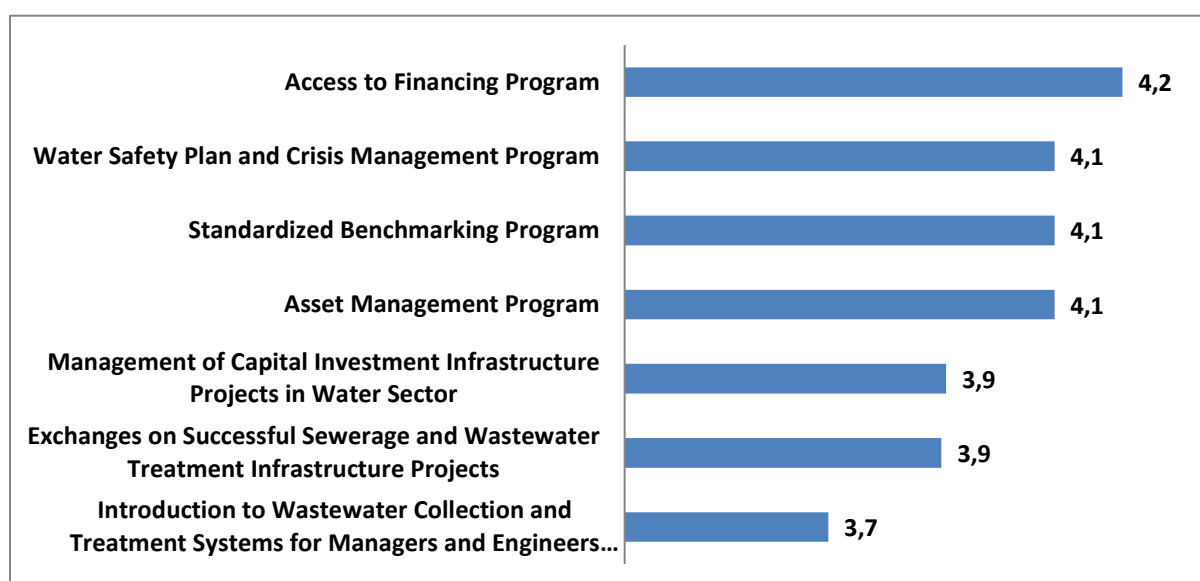 Access to Financing Program
4,2
Water Safety Plan and Crisis Management Program
4,1
Standardized Benchmarking Program
4,1
Asset Management Program
4,1
Management of Capital Investment Infrastructure
Projects in Water Sector
3,9
Exchanges on Successful Sewerage and Wastewater
Treatment Infrastructure Projects
3,9
Introduction to Wastewater Collection and
Treatment Systems for Managers and Engineers…
3,7